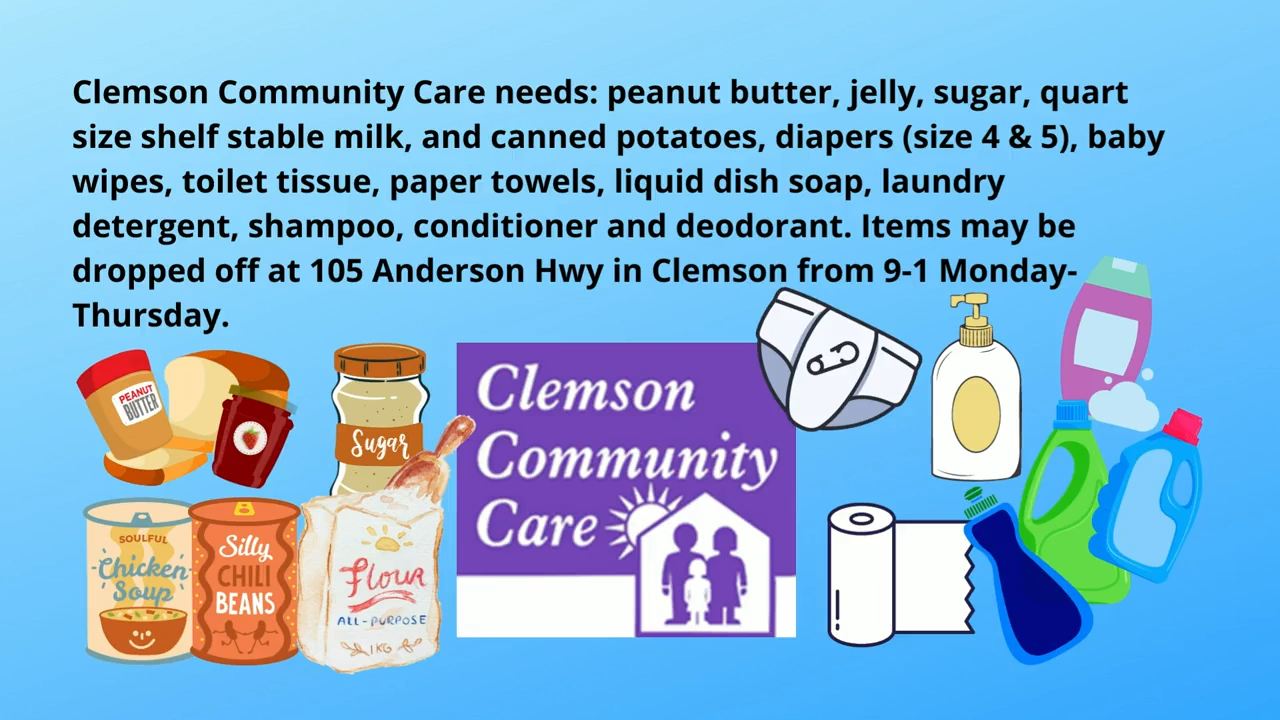 Clemson Community Care needs: peanut butter, jelly, sugar, quart
size shelf stable milk, and canned potatoes, diapers (size 4 & 5), baby
wipes, toilet tissue, paper towels, liquid dish soap, laundry
detergent, shampoo, conditioner and deodorant. Items may be
dropped off at 105 Anderson Hwy in Clemson from 9-1 Monday-
Thursday.
PEANUT
BUTTER
Sugar
Clemson
Community
Care
SOULFUL
Chicken
Soup
Silly
CHILI
BEANS
Flour
ALL-PURPOSE
1KG